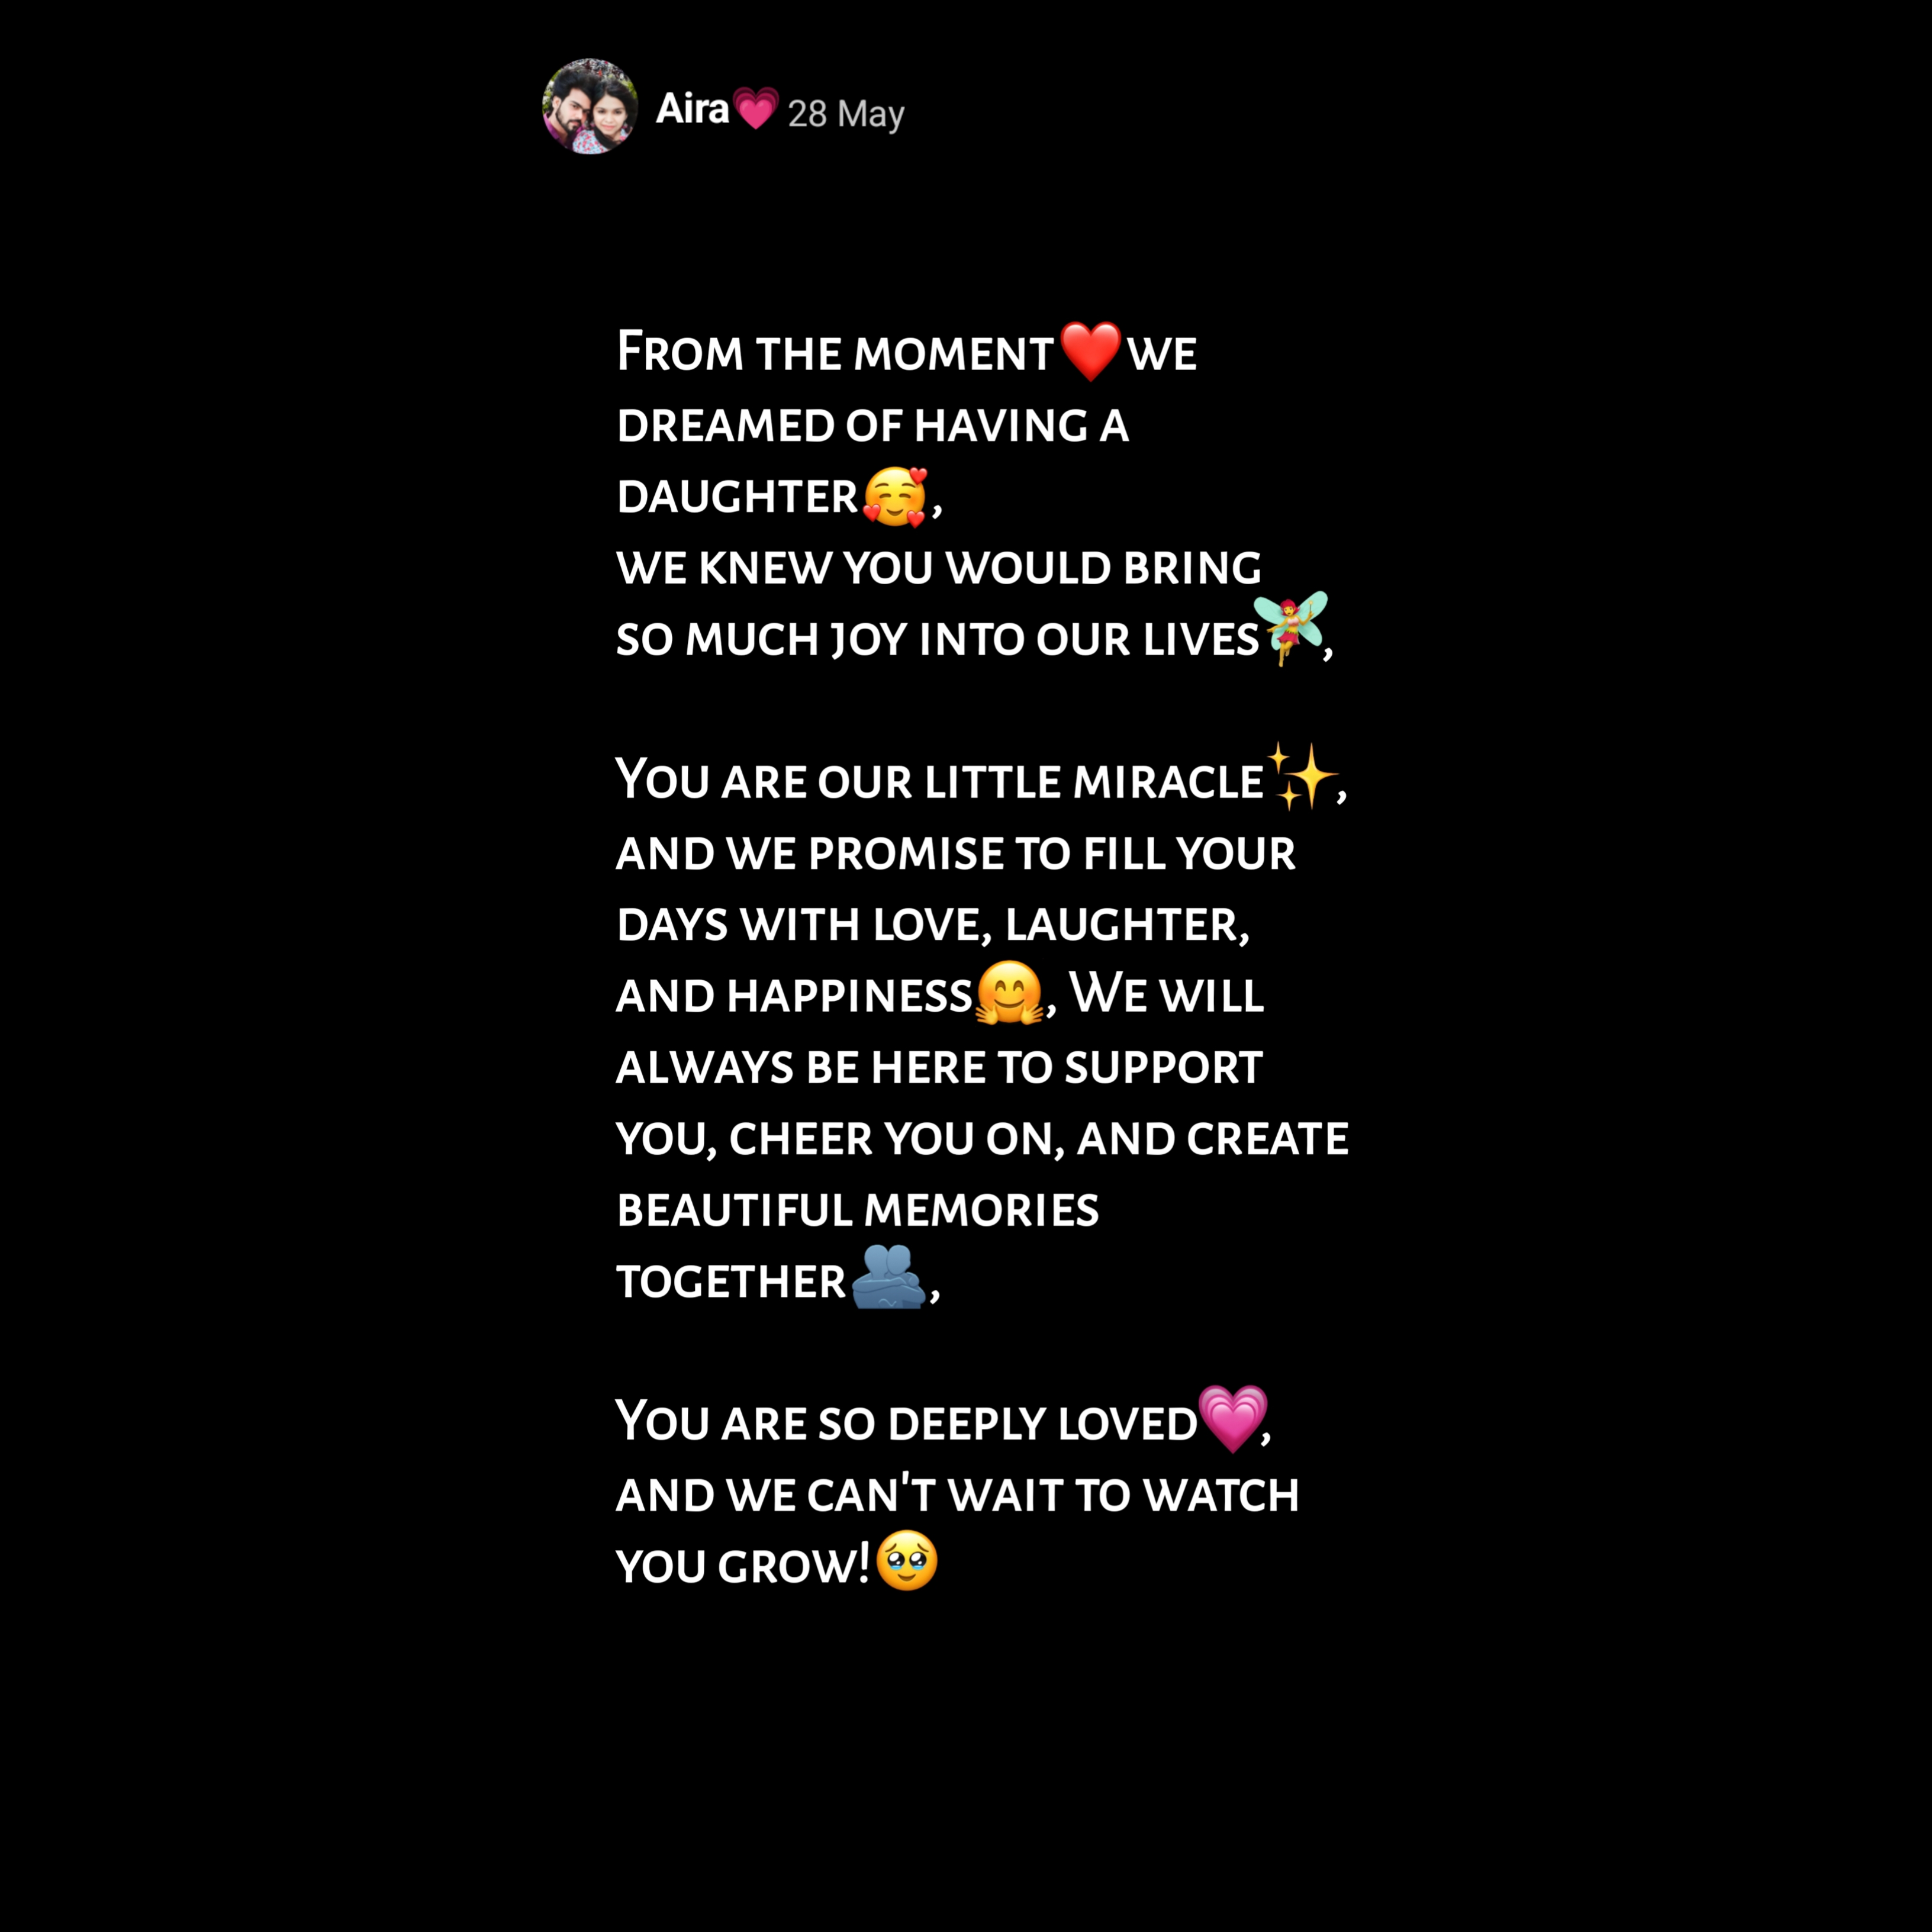 Aira💗 28 May
From the moment❤️we
dreamed of having a
daughter🥰,
we knew you would bring
so much joy into our lives🧚‍♀️,
You are our little miracle✨,
and we promise to fill your
days with love, laughter,
and happiness🤗, We will
always be here to support
you, cheer you on, and create
beautiful memories
together🫂,
You are so deeply loved💗,
and we can't wait to watch
you grow!🥹